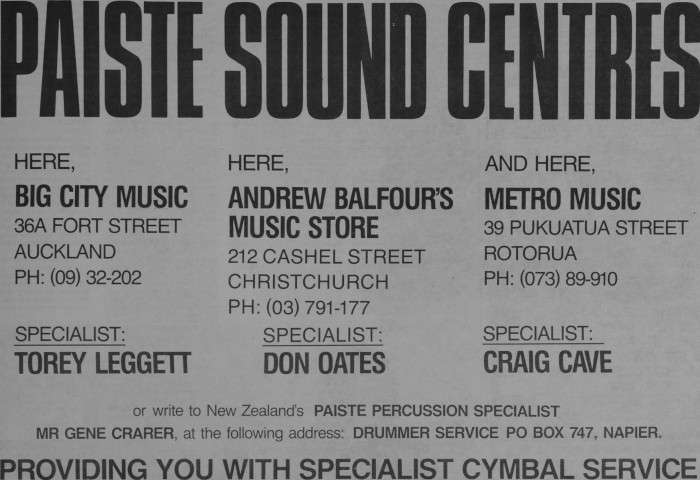 PAISTE SOUND CENTRES
HERE,
BIG CITY MUSIC
36A FORT STREET
AUCKLAND
PH: (09) 32-202
SPECIALIST:
TOREY LEGGETT
HERE,
ANDREW BALFOUR'S
MUSIC STORE
212 CASHEL STREET
CHRISTCHURCH
PH: (03) 791-177
SPECIALIST:
DON OATES
AND HERE,
METRO MUSIC
39 PUKUATUA STREET
ROTORUA
PH: (073) 89-910
SPECIALIST:
CRAIG CAVE
or write to New Zealand's PAISTE PERCUSSION SPECIALIST
MR GENE CRARER, at the following address: DRUMMER SERVICE PO BOX 747, NAPIER.
PROVIDING YOU WITH SPECIALIST CYMBAL SERVICE